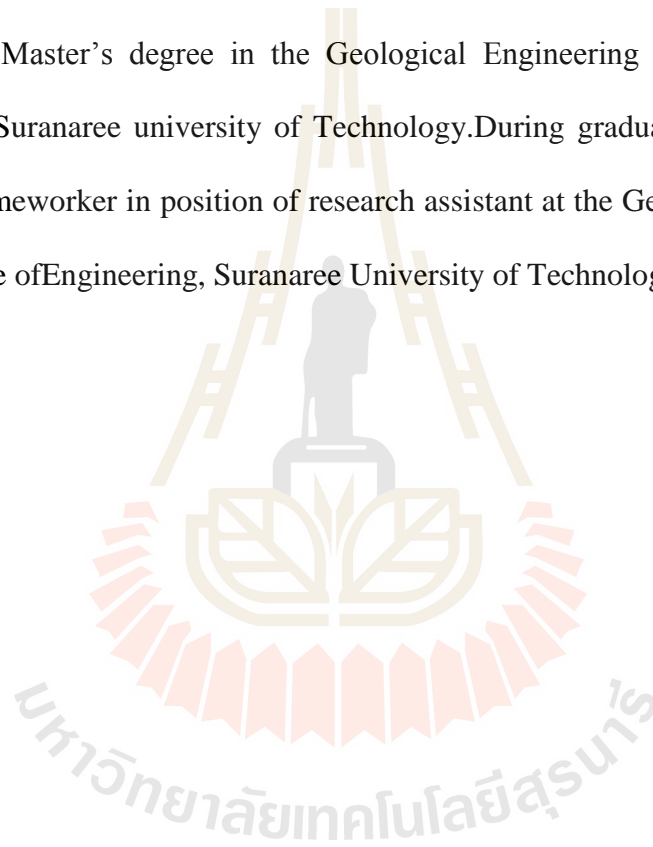 Master’s degree in the Geological Engineering
Suranaree university of Technology.During gradua
meworker in position of research assistant at the Ge
e ofEngineering, Suranaree University of Technolog
มหาวิทยาลัยเทคโนโลยีสุรนารี